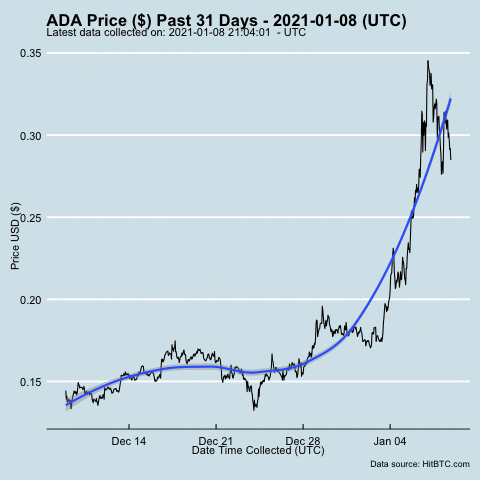 ADA Price ($) Past 31 Days - 2021-01-08 (UTC)
Latest data collected on: 2021-01-08 21:04:01 - UTC
0.35
0.30
0.25
0.20
0.15
Price USD ($)
Dec 14 Dec 21 Dec 28 Jan 04
Date Time Collected (UTC)
Data source: HitBTC.com